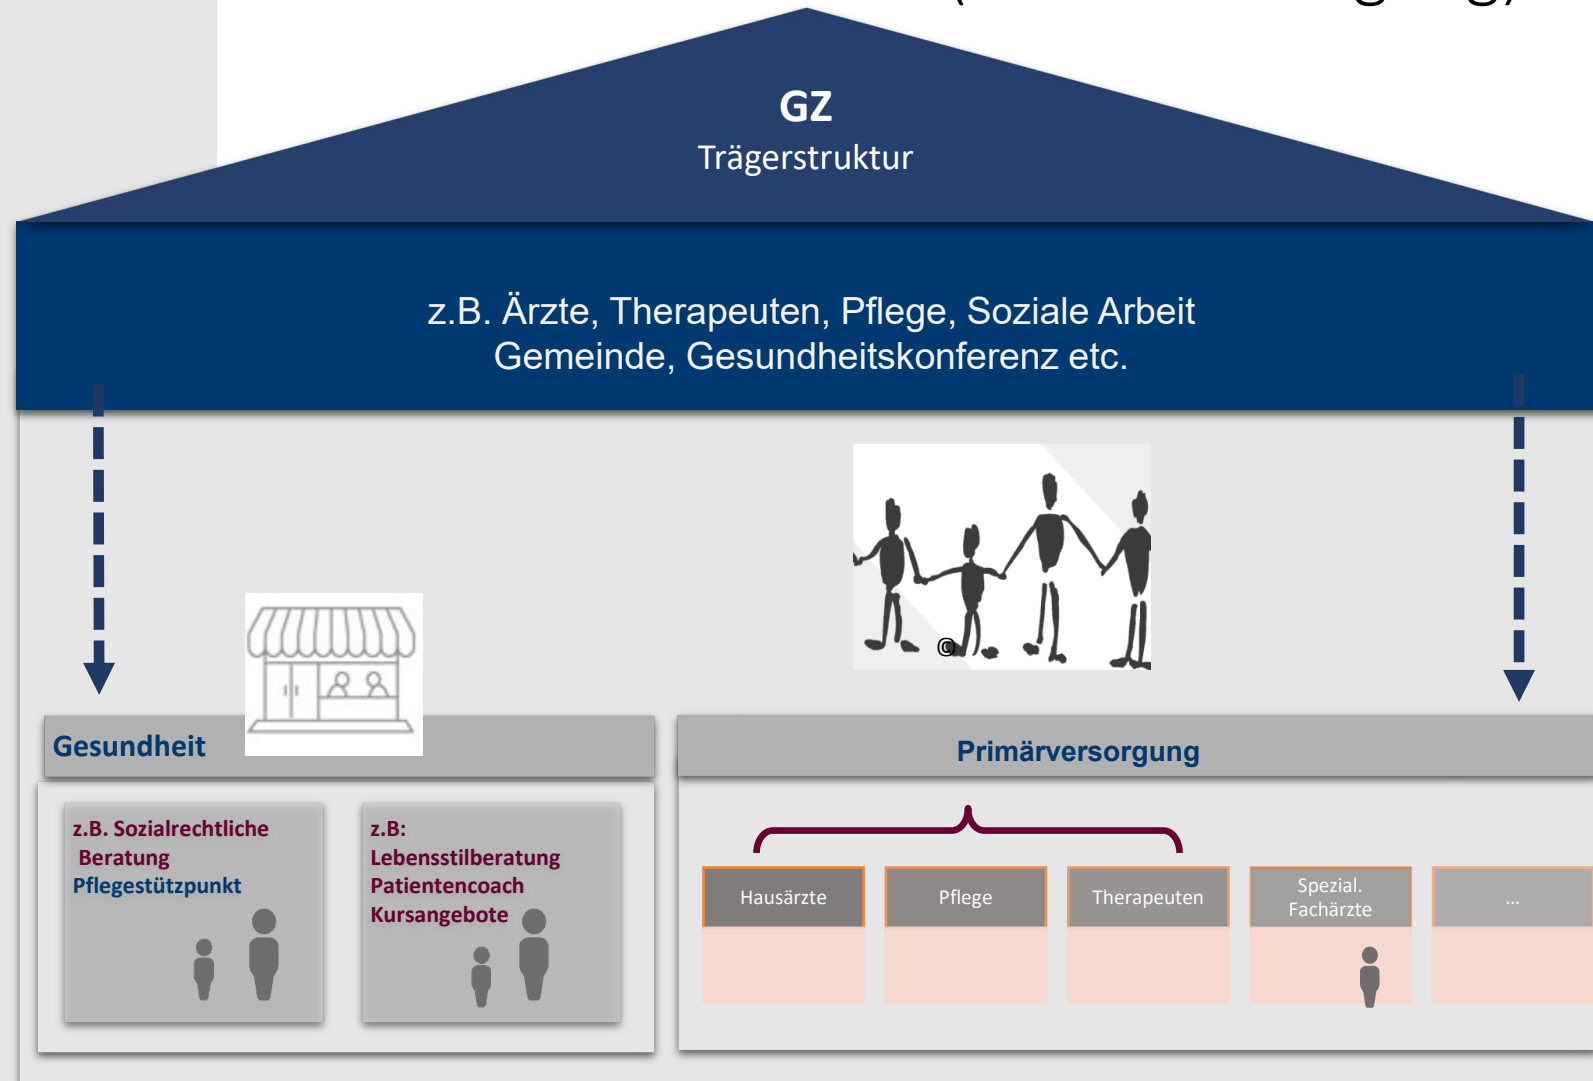 GZ
Trägerstruktur
z.B. Ärzte, Therapeuten, Pflege, Soziale Arbeit
Gemeinde, Gesundheitskonferenz etc.
©
Gesundheit
Primärversorgung
z.B. Sozialrechtliche
Beratung
Pflegestützpunkt
z.B:
Lebensstilberatung
Patientencoach
Kursangebote
Hausärzte
Pflege
Therapeuten
Spezial.
Fachärzte
...